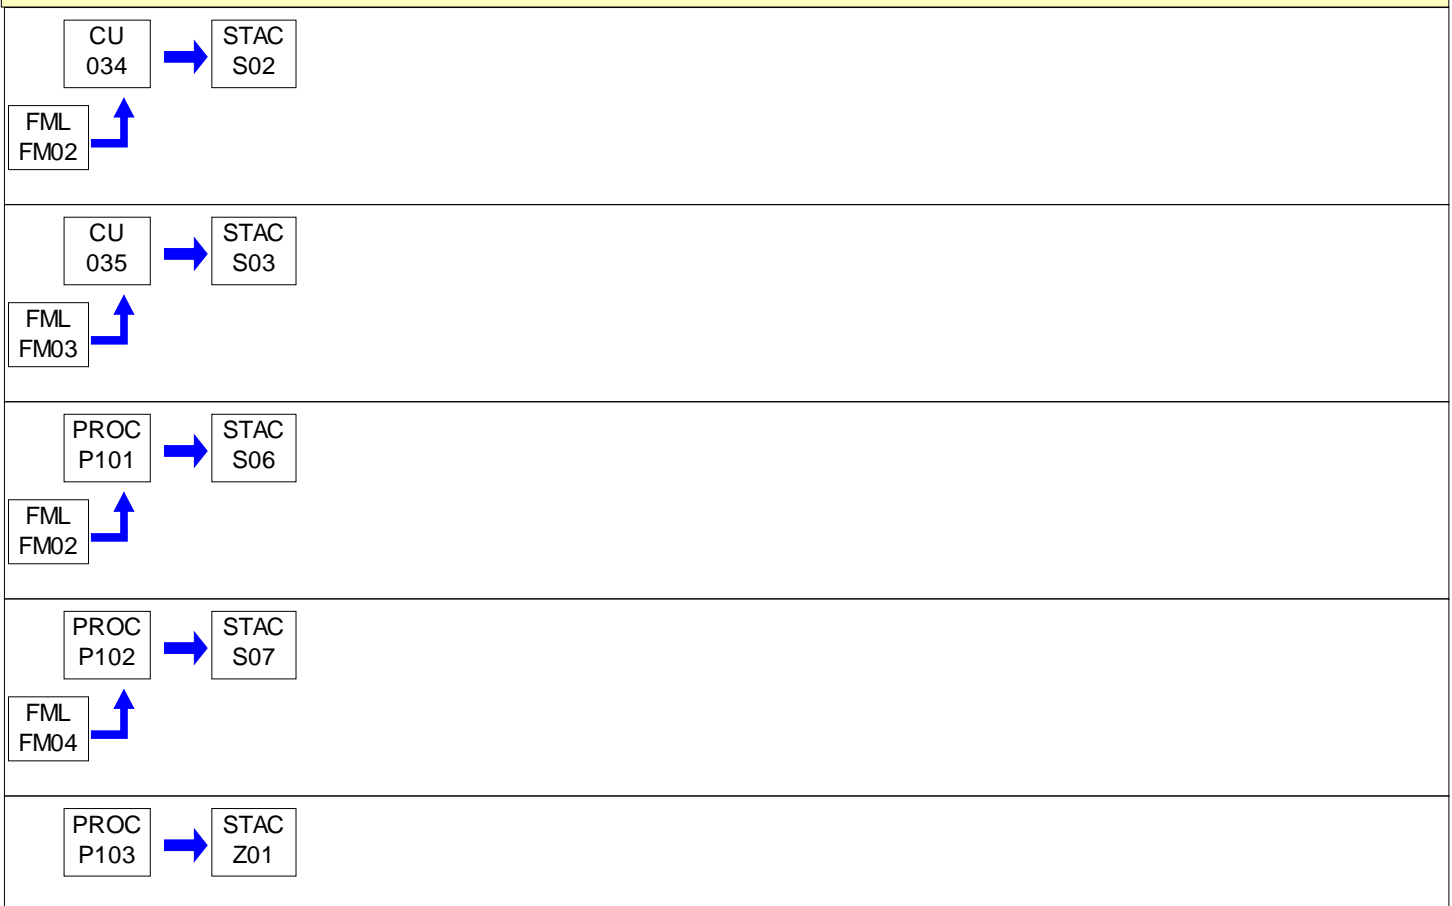 CU
034
STAC
S02
FML
FM02
CU
035
STAC
S03
FML
FM03
PROC
P101
STAC
S06
FML
FM02
PROC
P102
STAC
S07
FML
FM04
PROC
P103
STAC
Z01